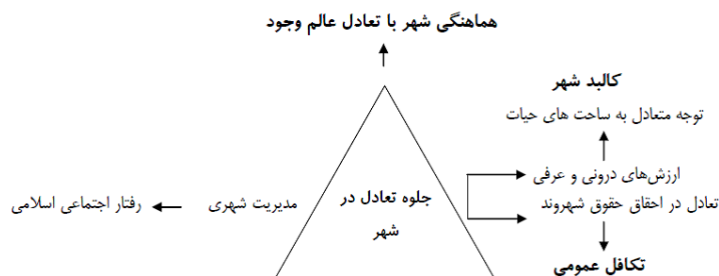 هماهنگی شهر با تعادل عالم وجود
کالبد شهر
توجه متعادل به ساحت های حیات
ارزش‌های درونی و عرفی
جلوه تعادل در
شهر
تعادل در احقاق حقوق شهروند
مدیریت شهری
رفتار اجتماعی اسلامی
تکافل عمومی